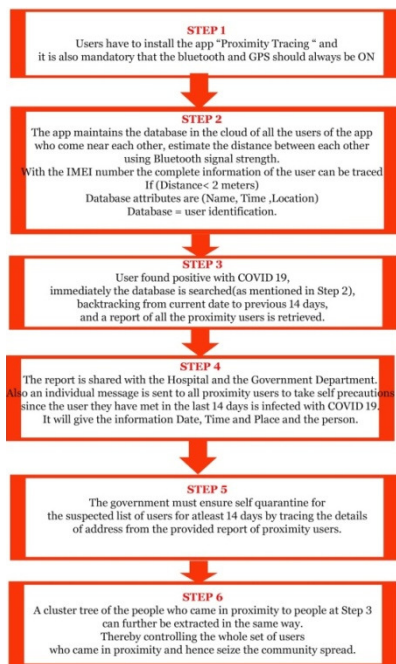 STEP 1
Users have to install the app “Proximity Tracing “ and
it is also mandatory that the bluetooth and GPS should always be ON
STEP 2
The app maintains the database in the cloud of all the users of the app
who come near each other, estimate the distance between each other
using Bluetooth signal strength.
With the IMEI number the complete information of the user can be traced
If (Distance< 2 meters)
Database attributes are (Name, Time ,Location)
Database = user identification.
STEP 3
User found positive with COVID 19,
immediately the database is searched(as mentioned in Step 2),
backtracking from current date to previous 14 days,
and a report of all the proximity users is retrieved.
STEP 4
The report is shared with the Hospital and the Government Department.
Also an individual message is sent to all proximity users to take self precautions
since the user they have met in the last 14 days is infected with COVID 19.
It will give the information Date, Time and Place and the person.
STEP 5
The government must ensure self quarantine for
the suspected list of users for atleast 14 days by tracing the details
of address from the provided report of proximity users.
STEP 6
A cluster tree of the people who came in proximity to people at Step 3
can further be extracted in the same way.
Thereby controlling the whole set of users
who came in proximity and hence seize the community spread.